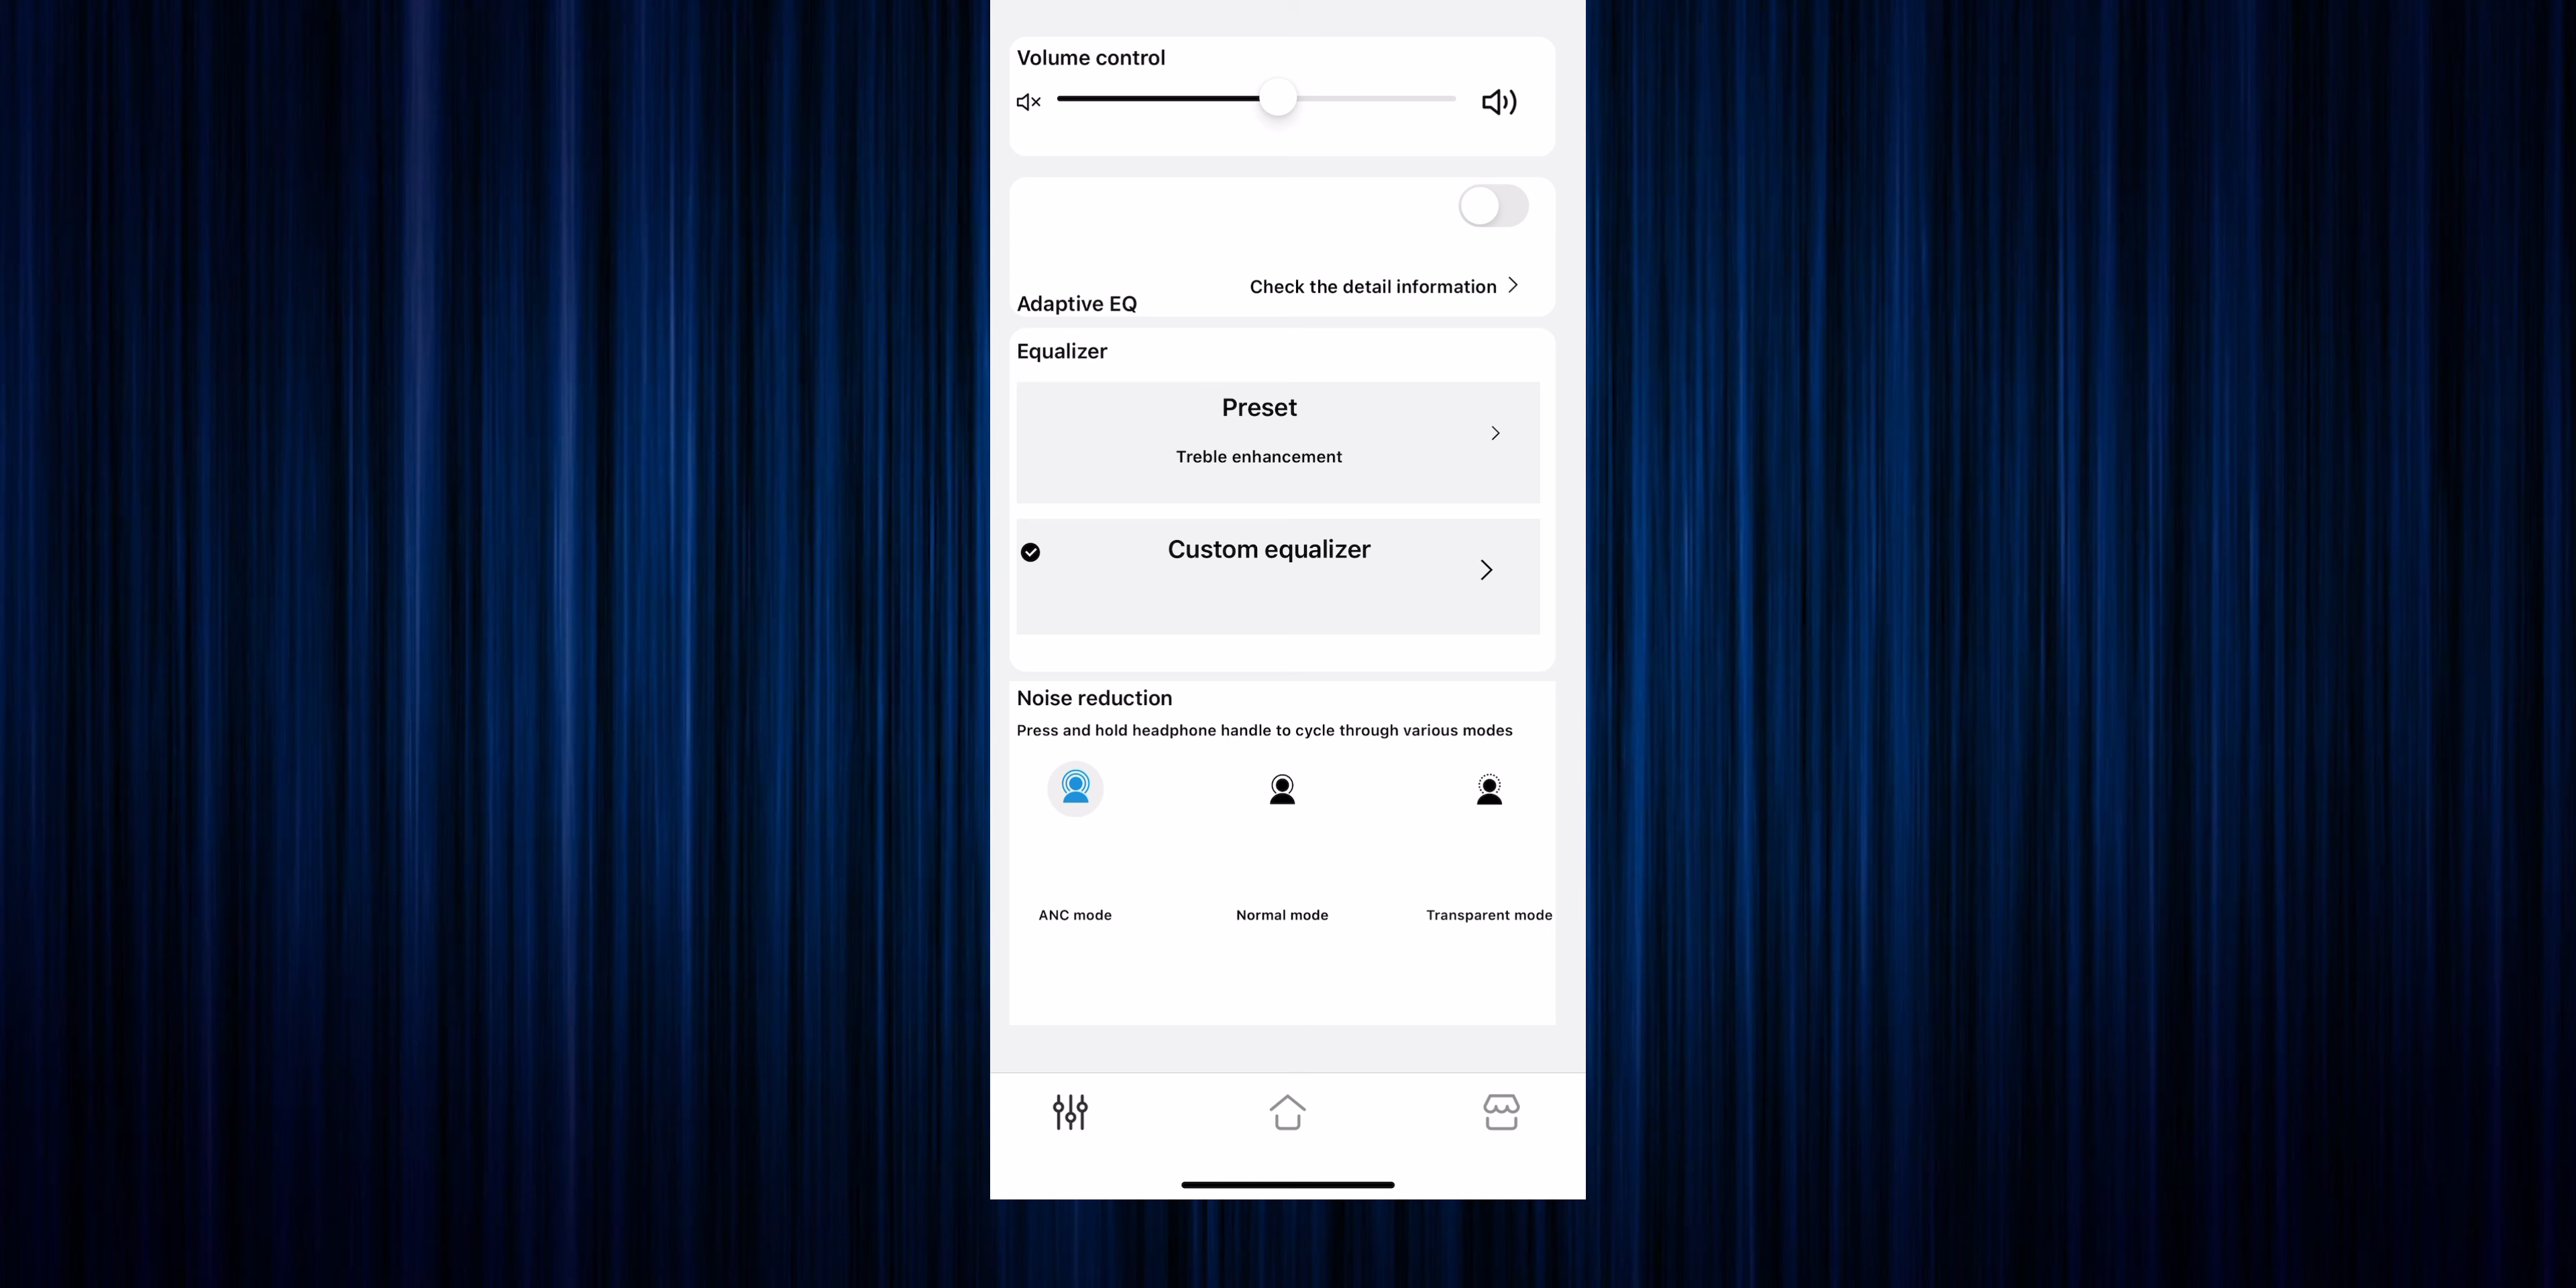 Volume control
Check the detail information
Adaptive EQ
Equalizer
Preset
Treble enhancement
Custom equalizer
Noise reduction
Press and hold headphone handle to cycle through various modes
ANC mode
Normal mode
Transparent mode